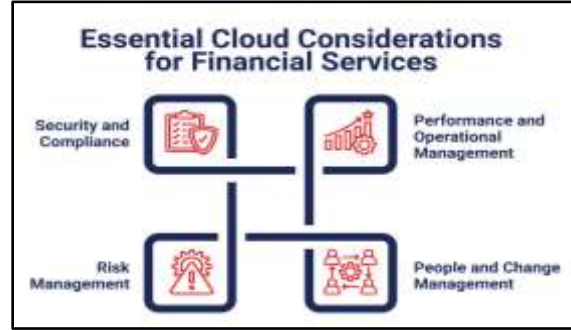 Essential Cloud Considerations
for Financial Services
Security and
Compliance
Performance and
Operational
Management
Risk
Management
People and Change
Management